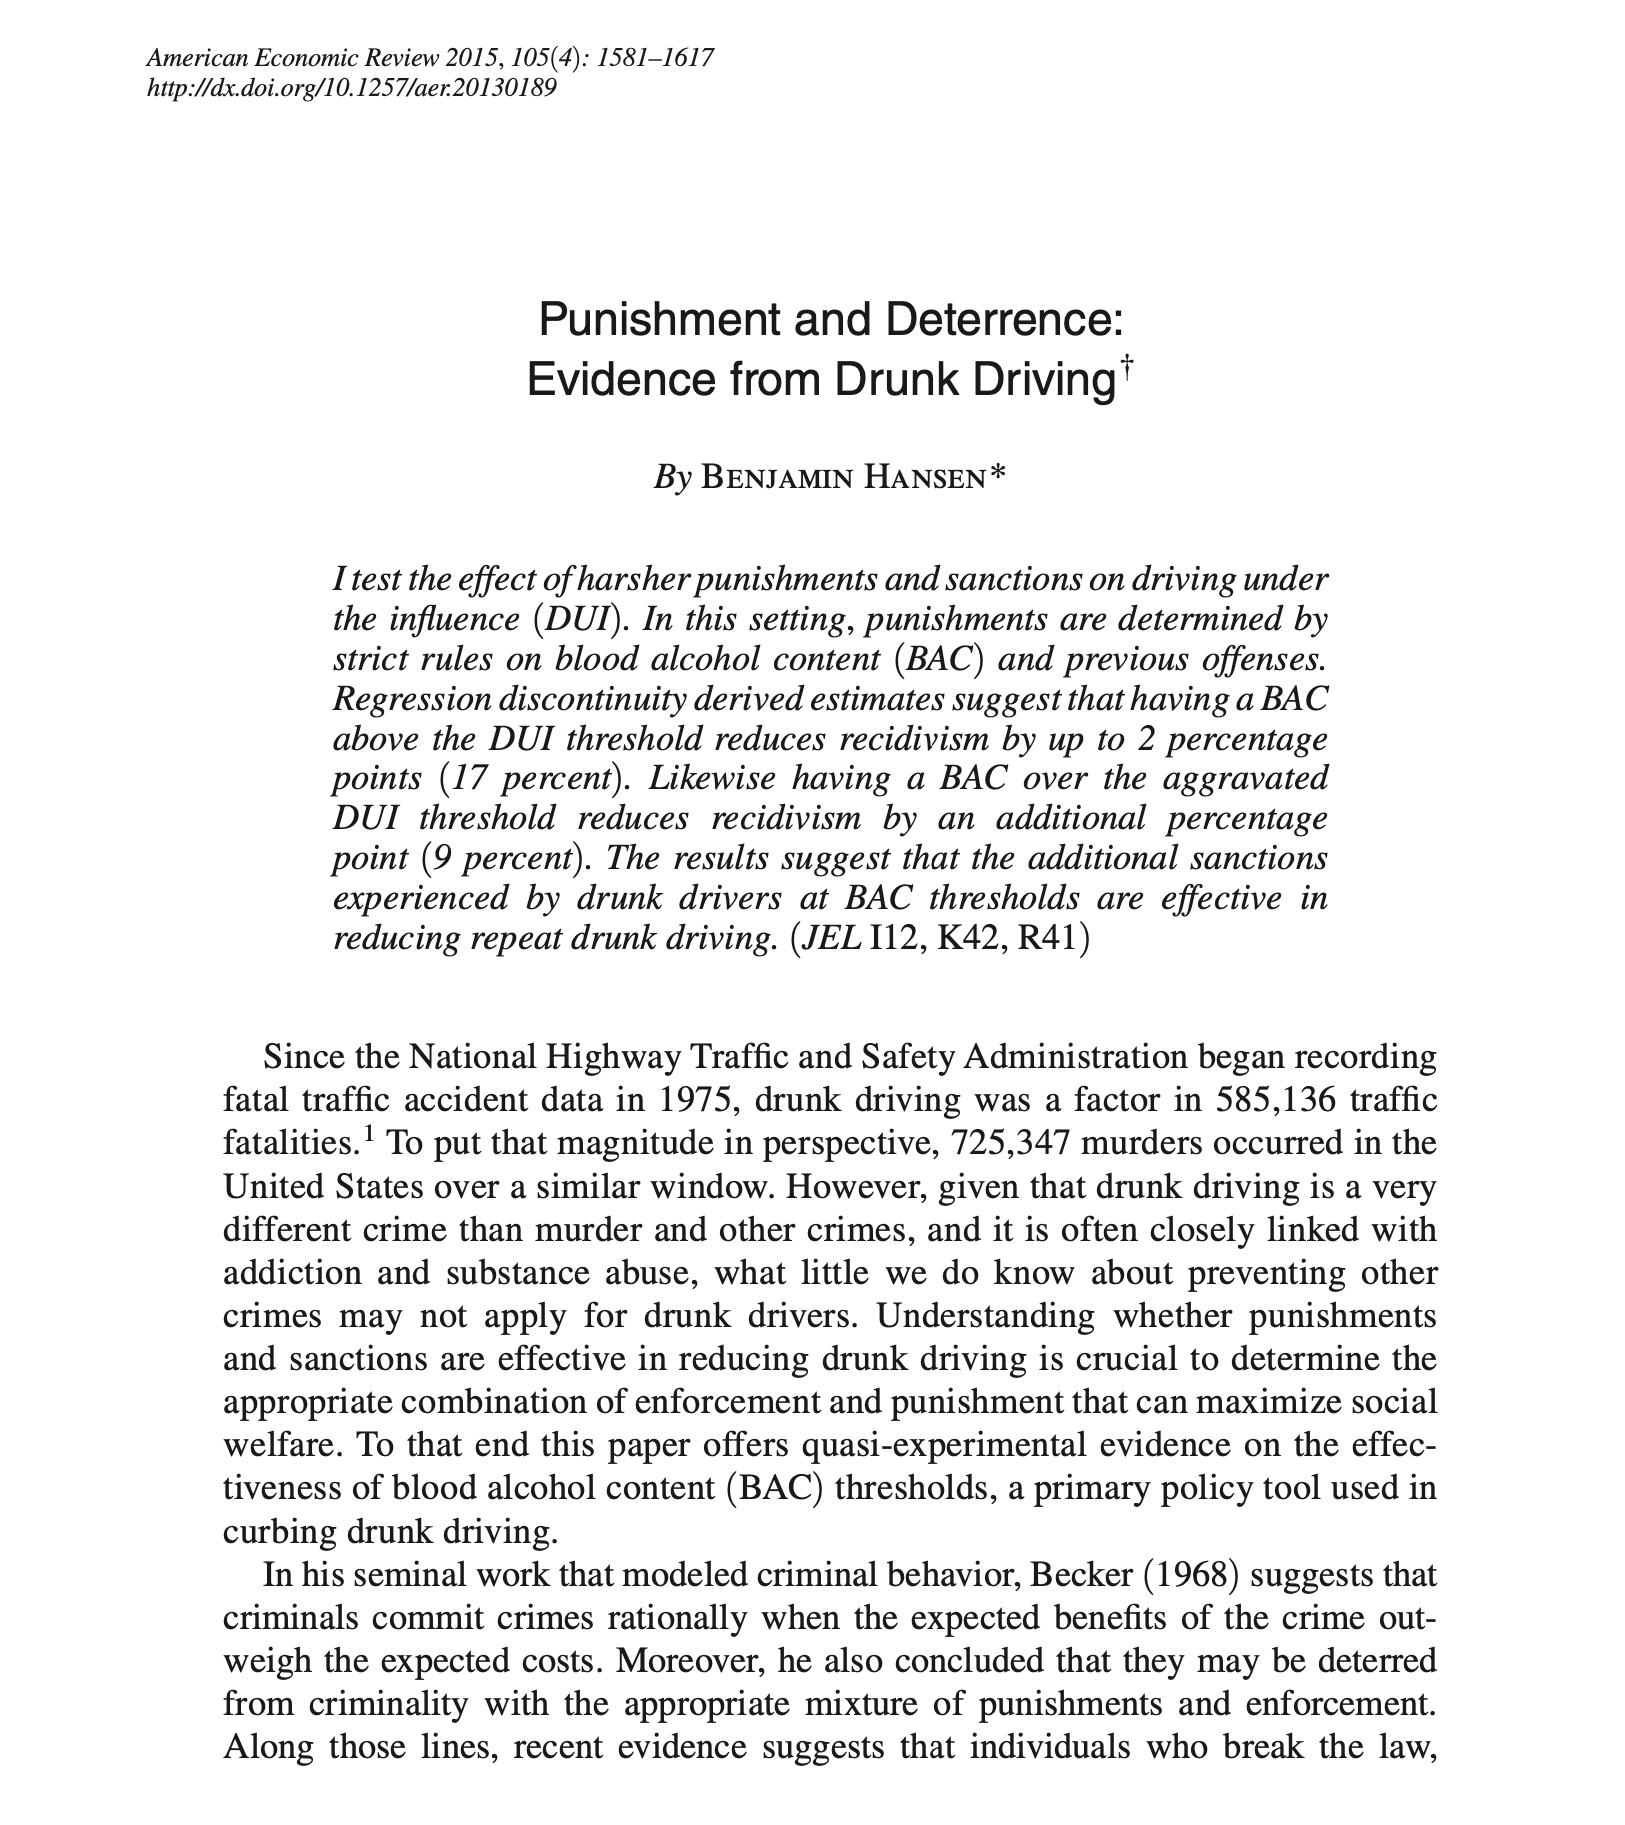 American Economic Review 2015, 105(4): 1581–1617
http://dx.doi.org/10.1257/aer.20130189
Punishment and Deterrence:
Evidence from Drunk Driving†
By Benjamin Hansen*
I test the effect of harsher punishments and sanctions on driving under
the influence (DUI). In this setting, punishments are determined by
strict rules on blood alcohol content (BAC) and previous offenses.
Regression discontinuity derived estimates suggest that having a BAC
above the DUI threshold reduces recidivism by up to 2 percentage
points (17 percent). Likewise having a BAC over the aggravated
DUI threshold reduces recidivism by an additional percentage
point (9 percent). The results suggest that the additional sanctions
experienced by drunk drivers at BAC thresholds are effective in
reducing repeat drunk driving. (JEL I12, K42, R41)
Since the National Highway Traffic and Safety Administration began recording
fatal traffic accident data in 1975, drunk driving was a factor in 585,136 traffic
fatalities.1 To put that magnitude in perspective, 725,347 murders occurred in the
United States over a similar window. However, given that drunk driving is a very
different crime than murder and other crimes, and it is often closely linked with
addiction and substance abuse, what little we do know about preventing other
crimes may not apply for drunk drivers. Understanding whether punishments
and sanctions are effective in reducing drunk driving is crucial to determine the
appropriate combination of enforcement and punishment that can maximize social
welfare. To that end this paper offers quasi-experimental evidence on the effec-
tiveness of blood alcohol content (BAC) thresholds, a primary policy tool used in
curbing drunk driving.
In his seminal work that modeled criminal behavior, Becker (1968) suggests that
criminals commit crimes rationally when the expected benefits of the crime out-
weigh the expected costs. Moreover, he also concluded that they may be deterred
from criminality with the appropriate mixture of punishments and enforcement.
Along those lines, recent evidence suggests that individuals who break the law,